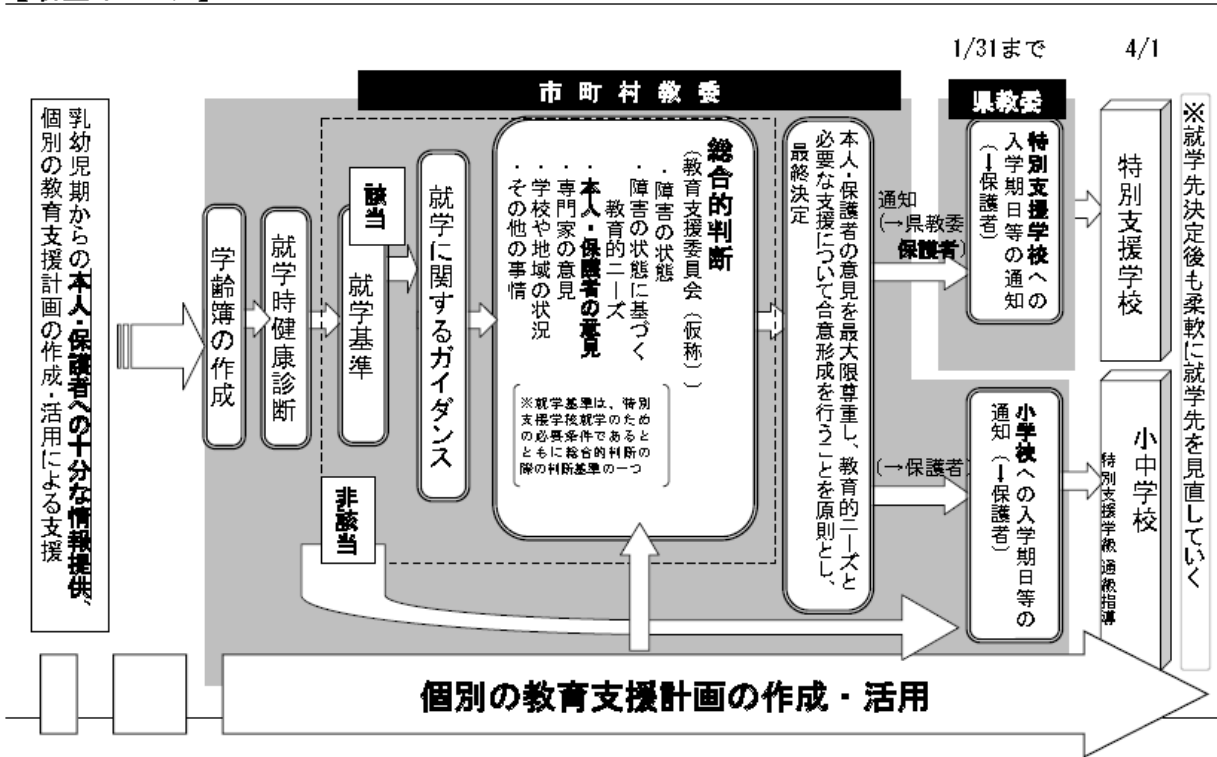 1/31まで
4/1
市町村教委
県教委
乳幼児期からの本人・保護者への十分な情報提供、
個別の教育支援計画の作成・活用による支援
学齢簿の作成
就学時健康診断
就学基準
該当
非該当
就学に関するガイダンス
総合的判断
(教育支援委員会(仮称))
・障害の状態
・障害の状態に基づく
教育的ニーズ
・本人・保護者の意見
・専門家の意見
・学校や地域の状況
・その他の事情
※就学基準は、特別
支援学校就学のため
の必要条件であると
ともに総合的判断の
際の判断基準の一つ
本人・保護者の意見を最大限尊重し、教育的ニーズと
必要な支援について合意形成を行うことを原則とし、
最終決定
通知
(→県教委
保護者)
(→保護者)
特別支援学校への
入学期日等の通知
(→保護者)
小学校への入学期日等の
通知(→保護者)
特別支援学校
小中学校
特別支援学級 通級指導
※就学先決定後も柔軟に就学先を見直していく
個別の教育支援計画の作成・活用